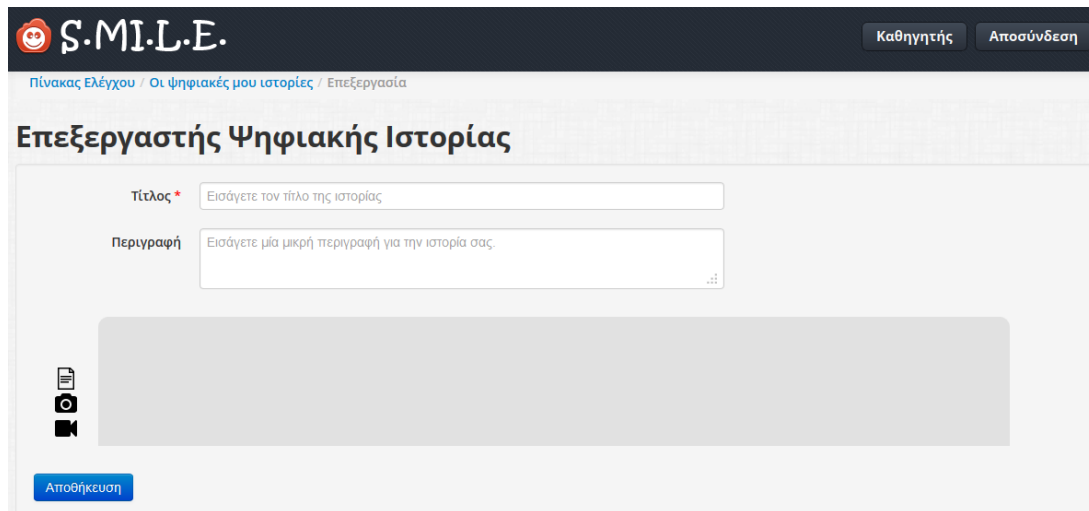 S.MI.L.E.
Καθηγητής Αποσύνδεση
Πίνακας Ελέγχου / Οι ψηφιακές μου ιστορίες / Επεξεργασία
Επεξεργαστής Ψηφιακής Ιστορίας
Τίτλος * Εισάγετε τον τίτλο της ιστορίας
Περιγραφή Εισάγετε μία μικρή περιγραφή για την ιστορία σας.
Αποθήκευση